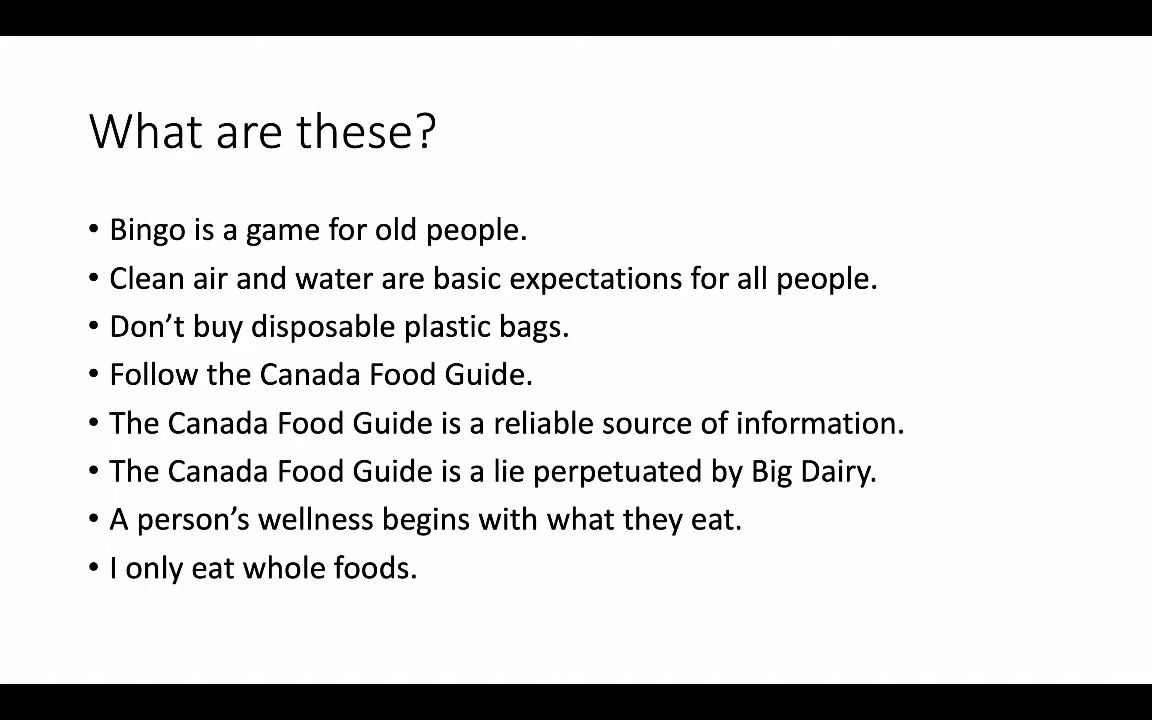 What are these?
• Bingo is a game for old people.
• Clean air and water are basic expectations for all people.
• Don’t buy disposable plastic bags.
• Follow the Canada Food Guide.
• The Canada Food Guide is a reliable source of information.
• The Canada Food Guide is a lie perpetuated by Big Dairy.
• A person’s wellness begins with what they eat.
• I only eat whole foods.